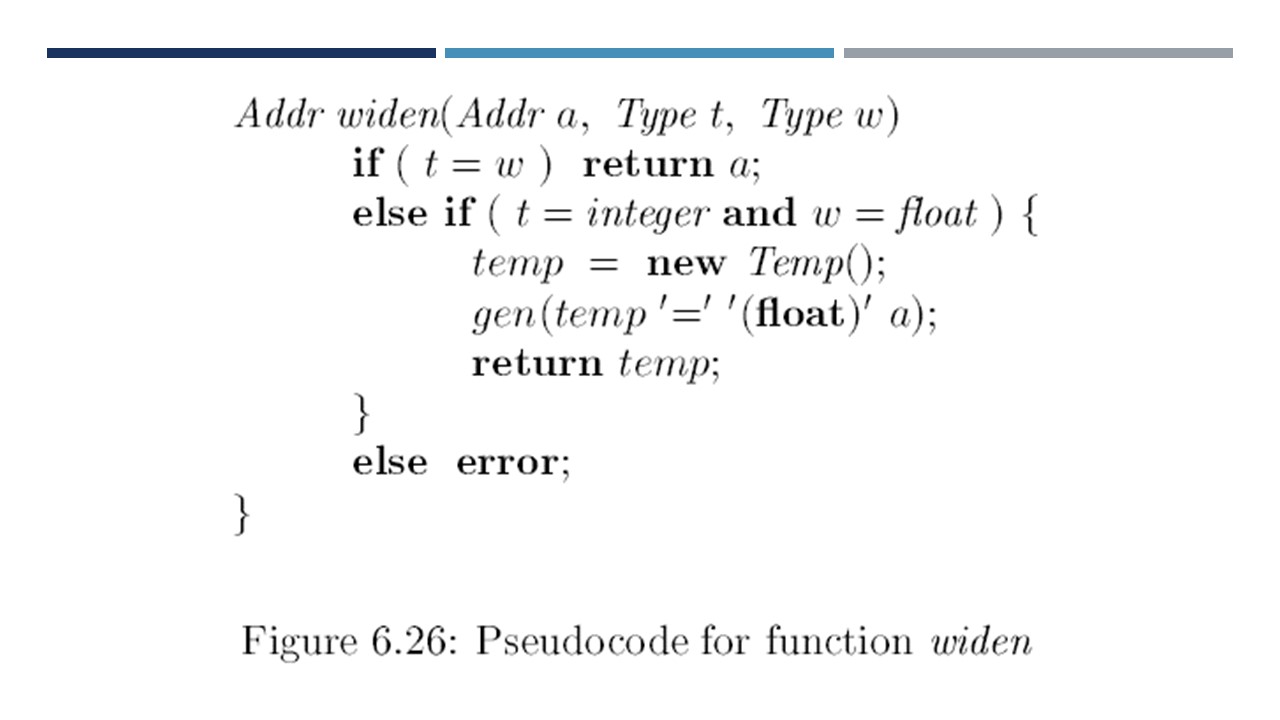 Addr widen(Addr a, Type t, Type w)
if ( t = w ) return a;
else if ( t = integer and w = float ) {
temp = new Temp();
gen(temp '=' '(float)' a);
return temp;
}
else error;
}
Figure 6.26: Pseudocode for function widen